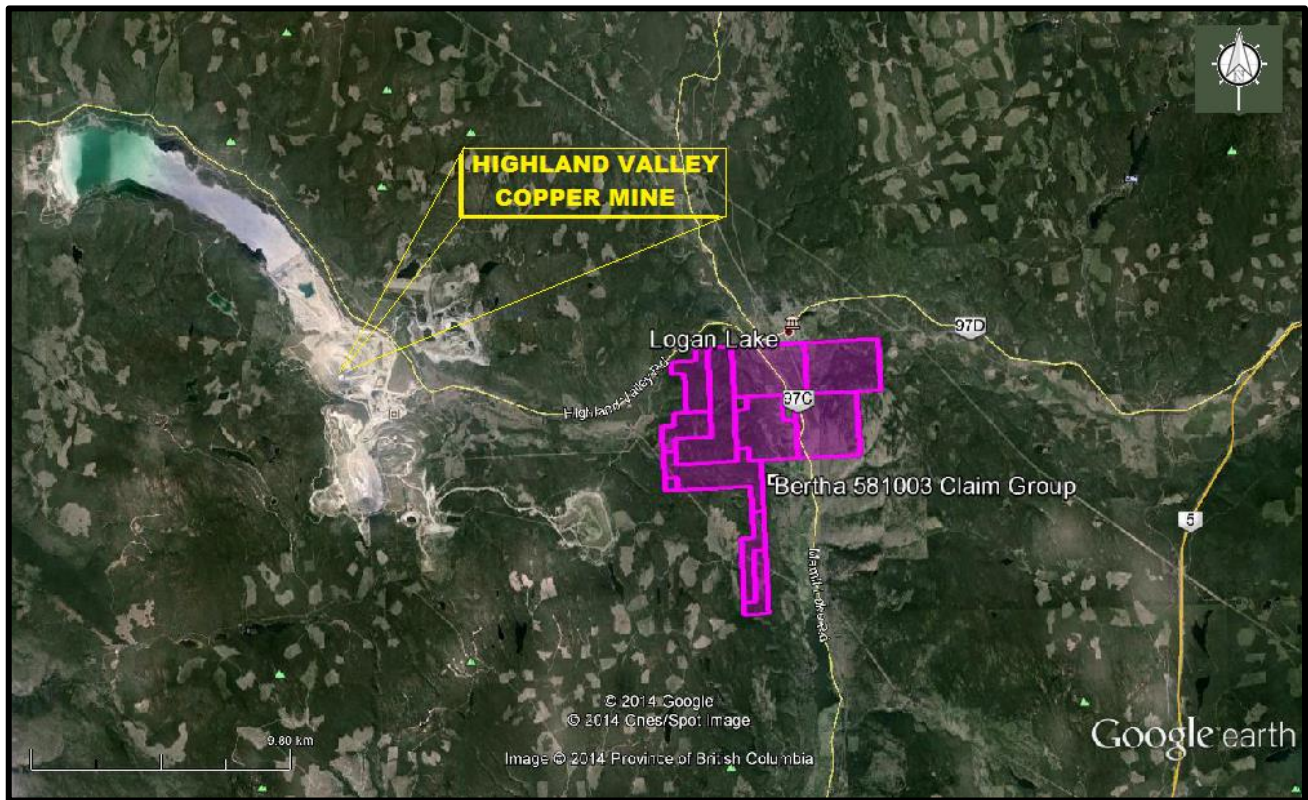 HIGHLAND VALLEY
COPPER MINE
97D
Logan Lake
Highland Valley Rd
97C
Bertha 581003 Claim Group
5
© 2014 Google
© 2014 Cnes/Spot Image
9.80 km
Image © 2014 Province of British Columbia
Google earth